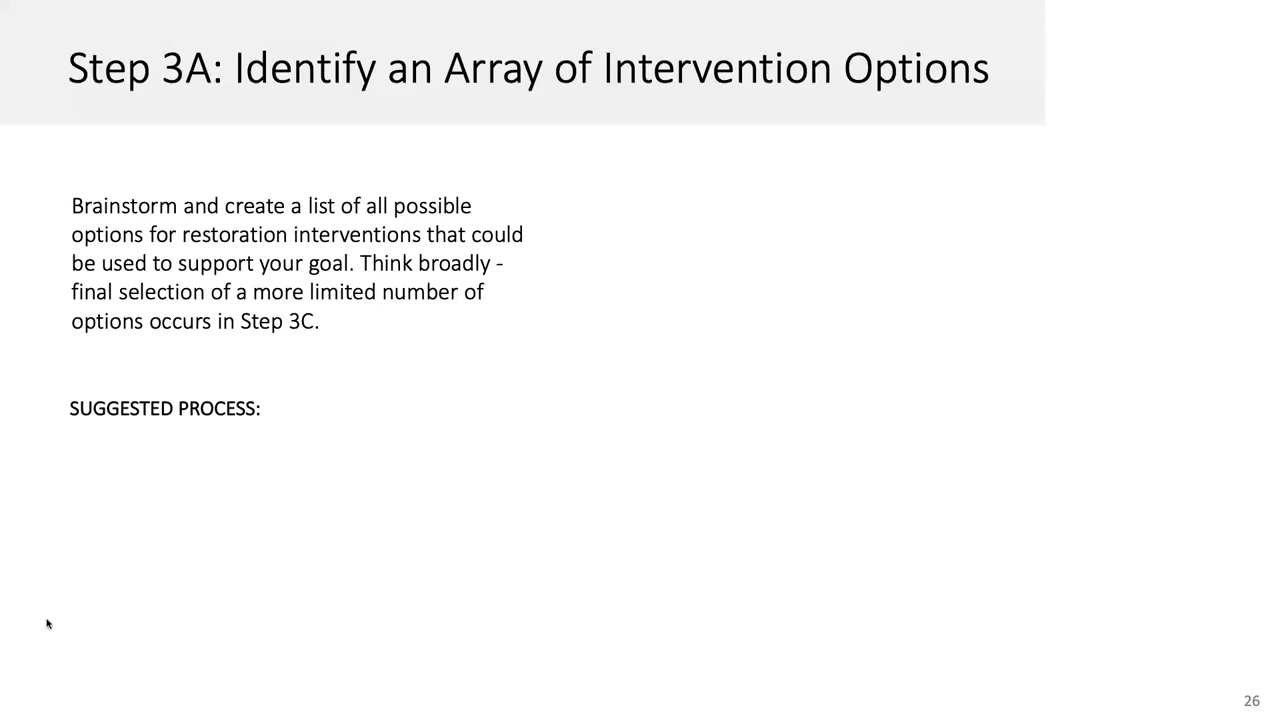 Step 3A: Identify an Array of Intervention Options
Brainstorm and create a list of all possible
options for restoration interventions that could
be used to support your goal. Think broadly -
final selection of a more limited number of
options occurs in Step 3C.
SUGGESTED PROCESS:
26